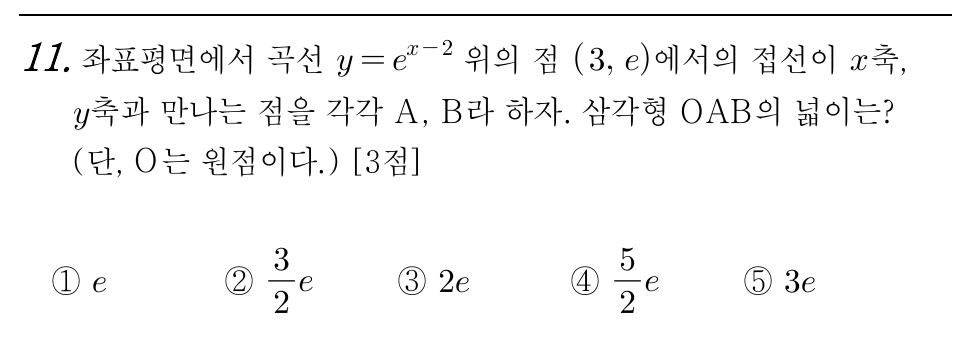 11. 좌표평면에서 곡선 y=e^{x-2} 위의 점 (3, e)에서의 접선이 x축,
y축과 만나는 점을 각각 A, B라 하자. 삼각형 OAB의 넓이는?
(단, O는 원점이다.) [3점]
① e ② \frac{3}{2}e ③ 2e ④ \frac{5}{2}e ⑤ 3e